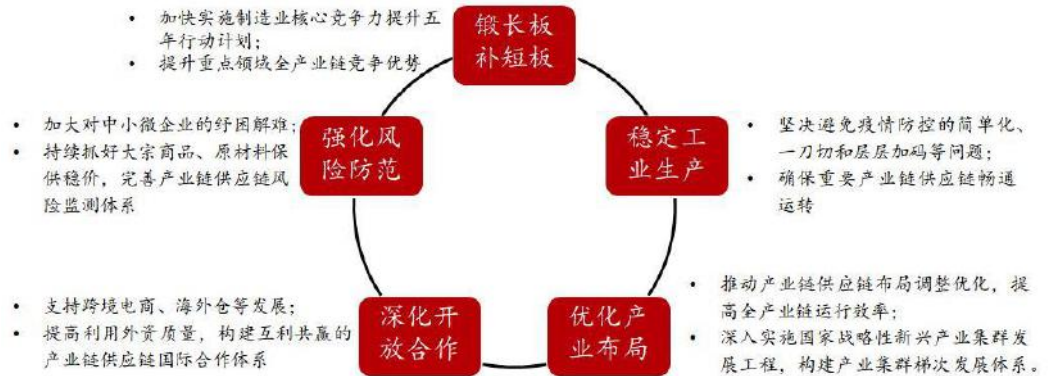 • 加快实施制造业核心竞争力提升五
年行动计划；
• 提升重点领域全产业链竞争优势
锻长板
补短板
• 加大对中小微企业的纾困解难；
• 持续抓好大宗商品、原材料保
供稳价，完善产业链供应链风
险监测体系
强化风
险防范
稳定工
业生产
• 坚决避免疫情防控的简单化、
一刀切和层层加码等问题；
• 确保重要产业链供应链畅通
运转
• 支持跨境电商、海外仓等发展；
• 提高利用外资质量，构建互利共赢的
产业链供应链国际合作体系
深化开
放合作
优化产
业布局
• 推动产业链供应链布局调整优化，提
高全产业链运行效率；
• 深入实施国家战略性新兴产业集群发
展工程，构建产业集群梯次发展体系。